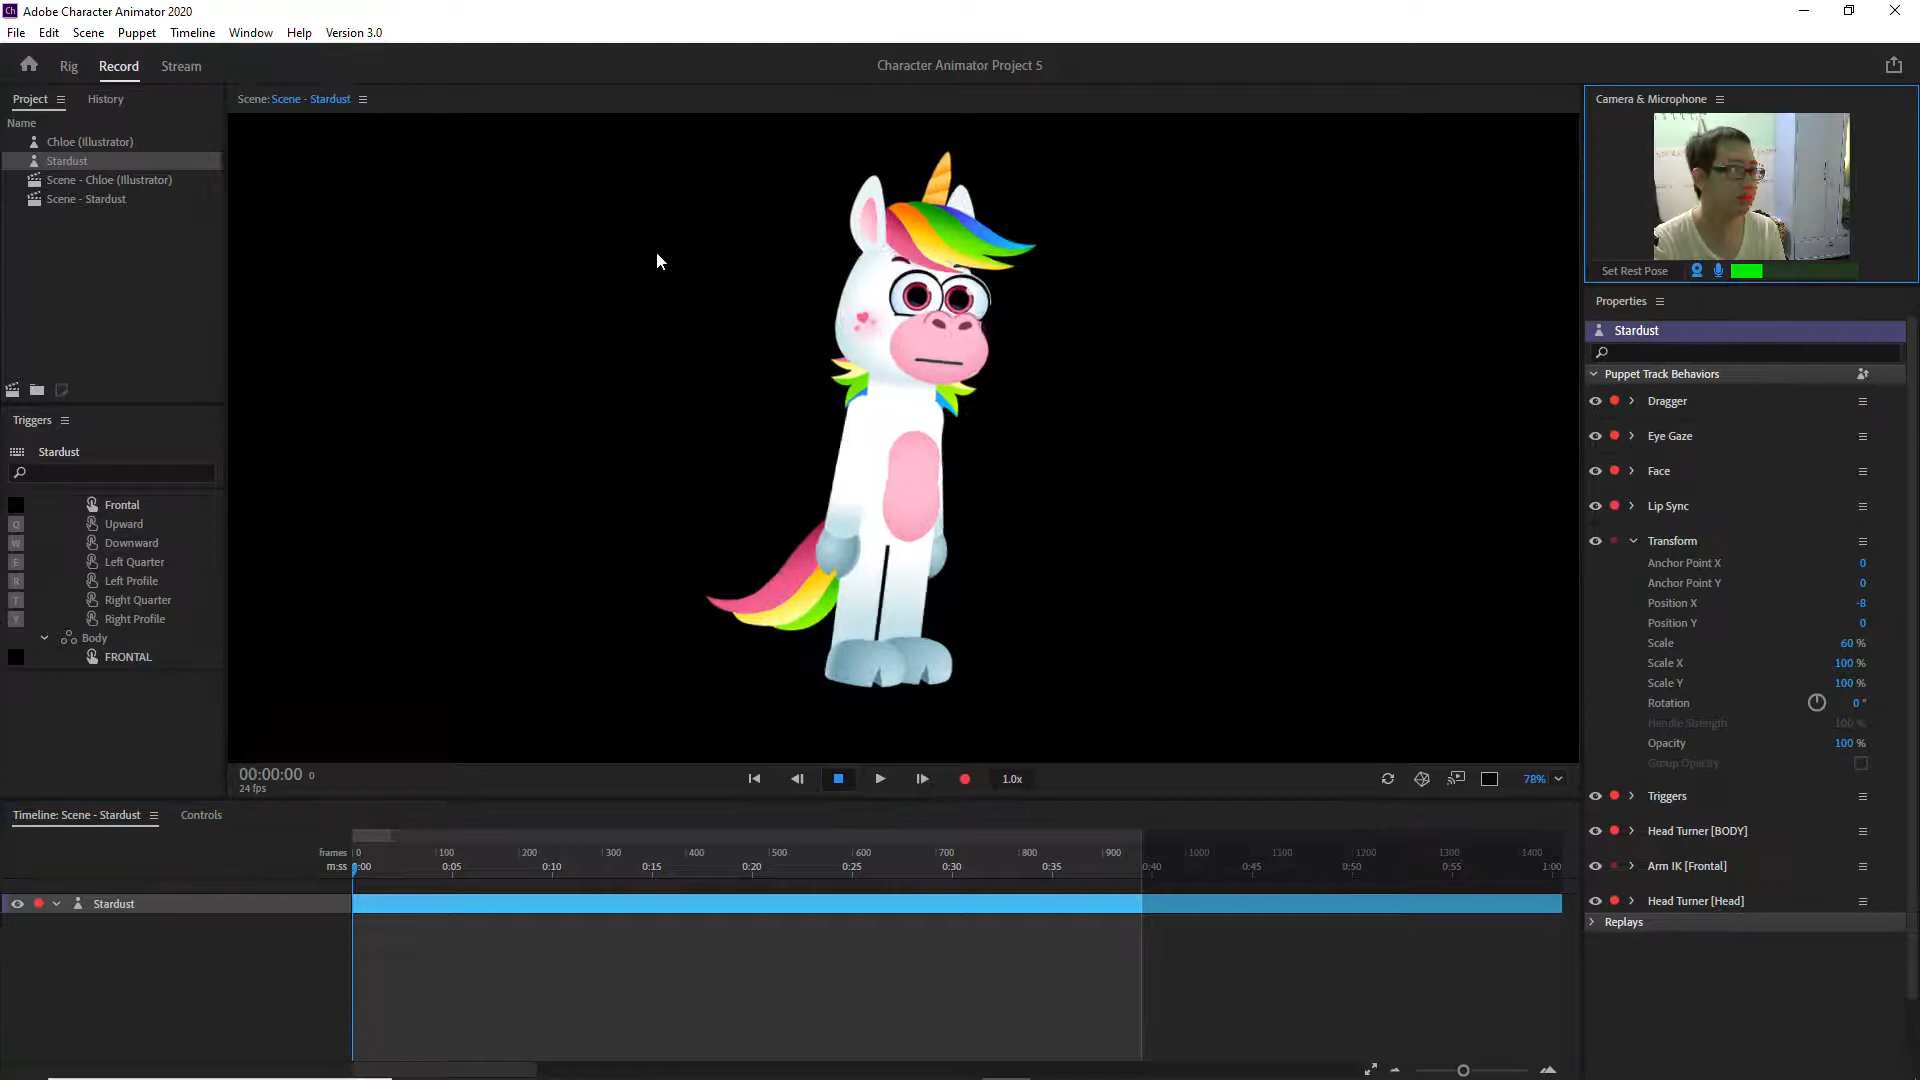 Ch Adobe Character Animator 2020
File Edit Scene Puppet Timeline Window Help Version 3.0
Rig Record Stream
Character Animator Project 5
Project History
Name
Chloe (Illustrator)
Stardust
Scene - Chloe (Illustrator)
Scene - Stardust
Triggers
Stardust
Frontal
Q Upward
W Downward
E Left Quarter
R Left Profile
T Right Quarter
Y Right Profile
Body
FRONTAL
Scene: Scene - Stardust
00:00:00 0
24 fps
1.0x
78%
Camera & Microphone
Set Rest Pose
Properties
Stardust
Puppet Track Behaviors
Dragger
Eye Gaze
Face
Lip Sync
Transform
Anchor Point X 0
Anchor Point Y 0
Position X -8
Position Y 0
Scale 60 %
Scale X 100 %
Scale Y 100 %
Rotation 0 °
Handle Strength 100 %
Opacity 100 %
Group Opacity
Triggers
Head Turner [BODY]
Arm IK [Frontal]
Head Turner [Head]
Replays
Timeline: Scene - Stardust Controls
frames 0 100 200 300 400 500 600 700 800 900 1000 1100 1200 1300 1400
m:ss 0:00 0:05 0:10 0:15 0:20 0:25 0:30 0:35 0:40 0:45 0:50 0:55 1:00
Stardust